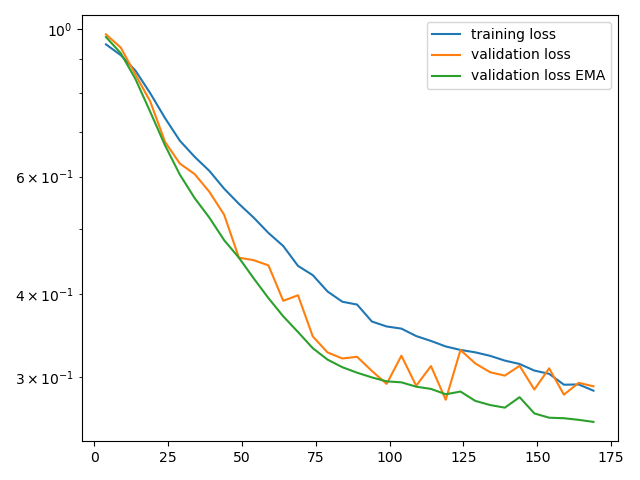 10⁰
6 × 10⁻¹
4 × 10⁻¹
3 × 10⁻¹
training loss
validation loss
validation loss EMA
0 25 50 75 100 125 150 175